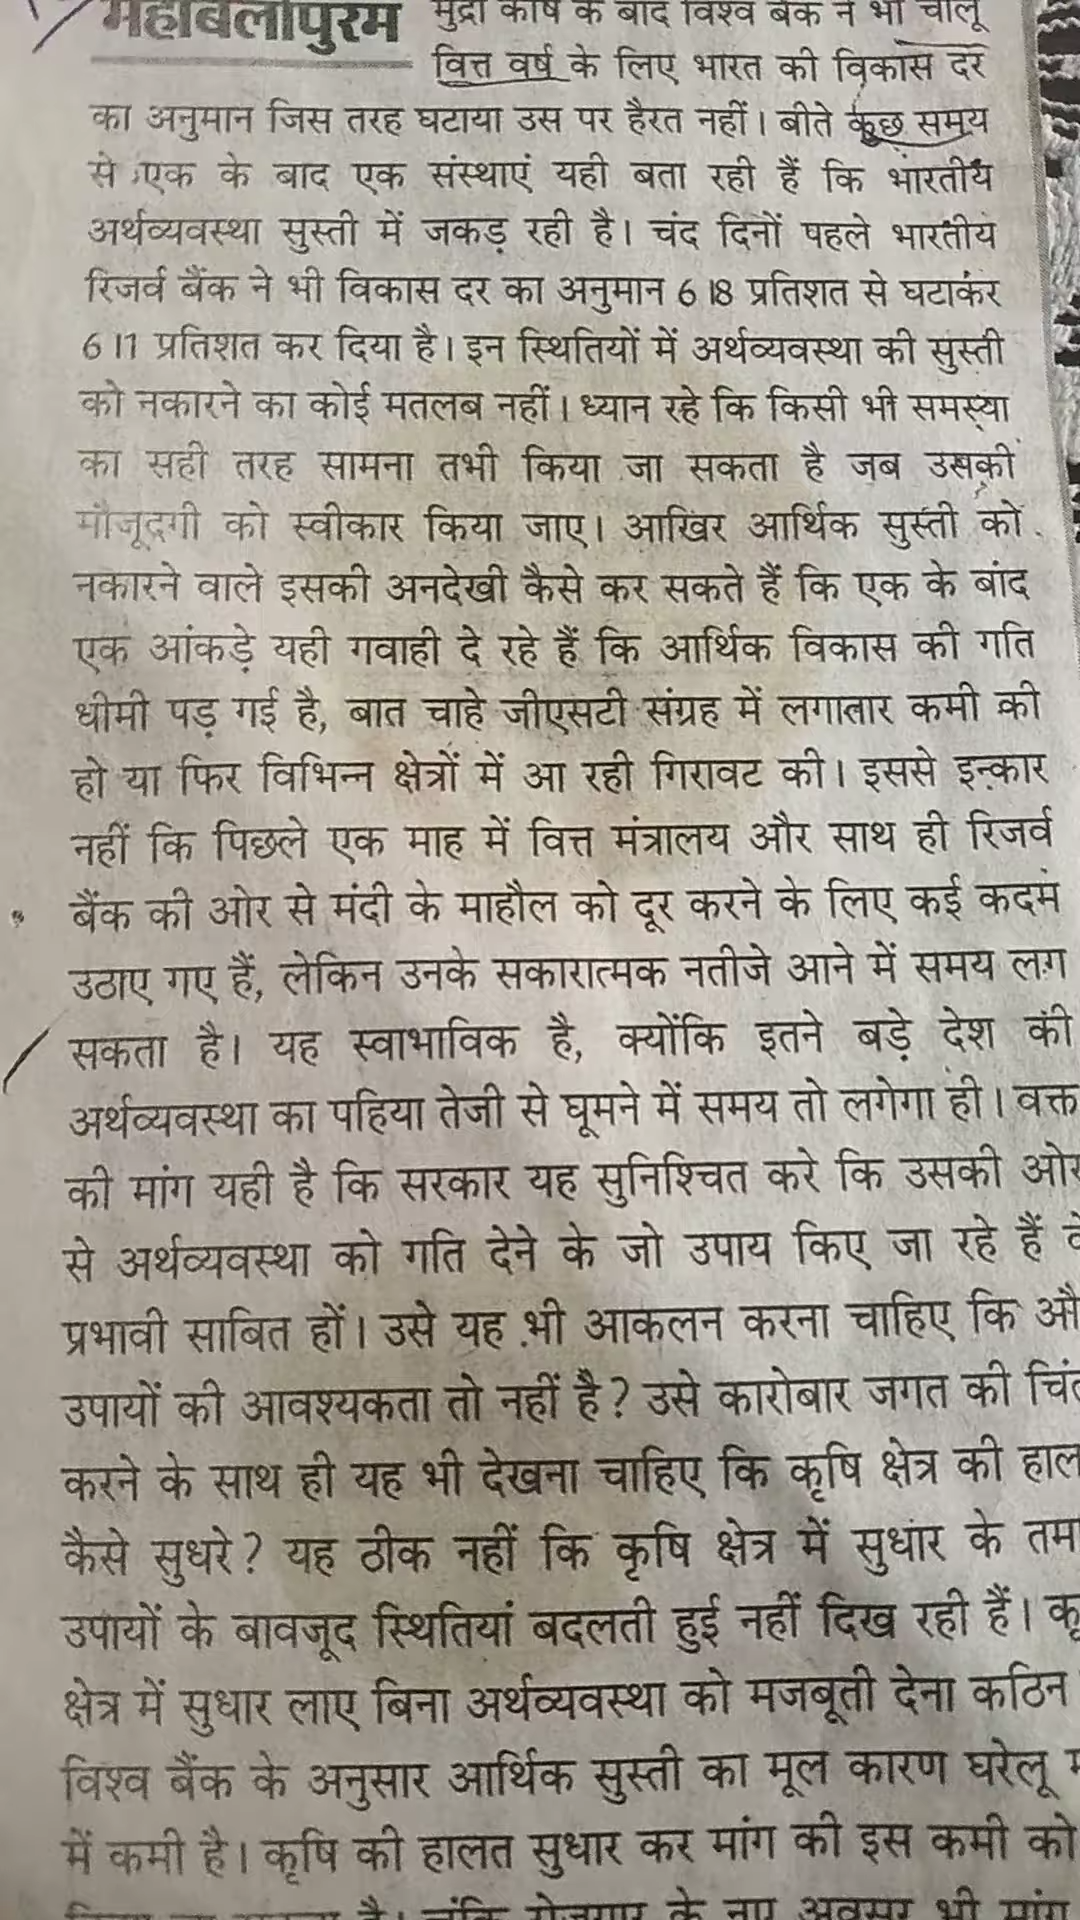 महाबलीपुरम
मुद्रा कोष के बाद विश्व बैंक ने भी चालू
वित्त वर्ष के लिए भारत की विकास दर
का अनुमान जिस तरह घटाया उस पर हैरत नहीं। बीते कुछ समय
से एक के बाद एक संस्थाएं यही बता रही हैं कि भारतीय
अर्थव्यवस्था सुस्ती में जकड़ रही है। चंद दिनों पहले भारतीय
रिजर्व बैंक ने भी विकास दर का अनुमान 6।8 प्रतिशत से घटाकर
6।1 प्रतिशत कर दिया है। इन स्थितियों में अर्थव्यवस्था की सुस्ती
को नकारने का कोई मतलब नहीं। ध्यान रहे कि किसी भी समस्या
का सही तरह सामना तभी किया जा सकता है जब उसकी
मौजूदगी को स्वीकार किया जाए। आखिर आर्थिक सुस्ती को
नकारने वाले इसकी अनदेखी कैसे कर सकते हैं कि एक के बाद
एक आंकड़े यही गवाही दे रहे हैं कि आर्थिक विकास की गति
धीमी पड़ गई है, बात चाहे जीएसटी संग्रह में लगातार कमी की
हो या फिर विभिन्न क्षेत्रों में आ रही गिरावट की। इससे इन्कार
नहीं कि पिछले एक माह में वित्त मंत्रालय और साथ ही रिजर्व
बैंक की ओर से मंदी के माहौल को दूर करने के लिए कई कदम
उठाए गए हैं, लेकिन उनके सकारात्मक नतीजे आने में समय लग
सकता है। यह स्वाभाविक है, क्योंकि इतने बड़े देश की
अर्थव्यवस्था का पहिया तेजी से घूमने में समय तो लगेगा ही। वक्त
की मांग यही है कि सरकार यह सुनिश्चित करे कि उसकी ओर
से अर्थव्यवस्था को गति देने के जो उपाय किए जा रहे हैं वे
प्रभावी साबित हों। उसे यह भी आकलन करना चाहिए कि औ
उपायों की आवश्यकता तो नहीं है? उसे कारोबार जगत की चिं
करने के साथ ही यह भी देखना चाहिए कि कृषि क्षेत्र की हाल
कैसे सुधरे? यह ठीक नहीं कि कृषि क्षेत्र में सुधार के तमा
उपायों के बावजूद स्थितियां बदलती हुई नहीं दिख रही हैं। कृ
क्षेत्र में सुधार लाए बिना अर्थव्यवस्था को मजबूती देना कठिन
विश्व बैंक के अनुसार आर्थिक सुस्ती का मूल कारण घरेलू
में कमी है। कृषि की हालत सुधार कर मांग की इस कमी को
है। चूंकि रोजगार के नए अवसर भी मांग